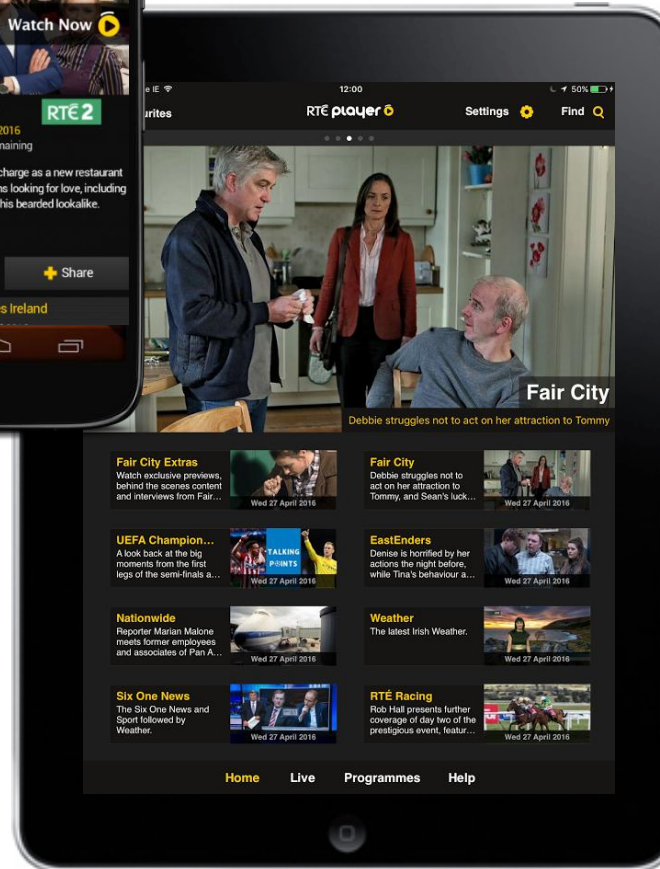 Watch Now
RTÉ 2
2016
charge as a new restaurant
looking for love, including
his bearded lookalike.
Share
Ireland
IE
12:00
50%
RTÉ player
Settings
Find
Fair City
Debbie struggles not to act on her attraction to Tommy
Fair City Extras
Watch exclusive previews,
behind the scenes content
and interviews from Fair...
Wed 27 April 2016
Fair City
Debbie struggles not to
act on her attraction to
Tommy, and Sean's luck...
Wed 27 April 2016
UEFA Champion...
A look back at the big
moments from the first
legs of the semi-finals a...
TALKING
POINTS
Wed 27 April 2016
EastEnders
Denise is horrified by her
actions the night before,
while Tina's behaviour a...
Wed 27 April 2016
Nationwide
Reporter Marian Malone
meets former employees
and associates of Pan A...
Wed 27 April 2016
Weather
The latest Irish Weather.
Wed 27 April 2016
Six One News
The Six One News and
Sport followed by
Weather.
Wed 27 April 2016
RTÉ Racing
Rob Hall presents further
coverage of day two of the
prestigious event, featur...
Wed 27 April 2016
Home
Live
Programmes
Help